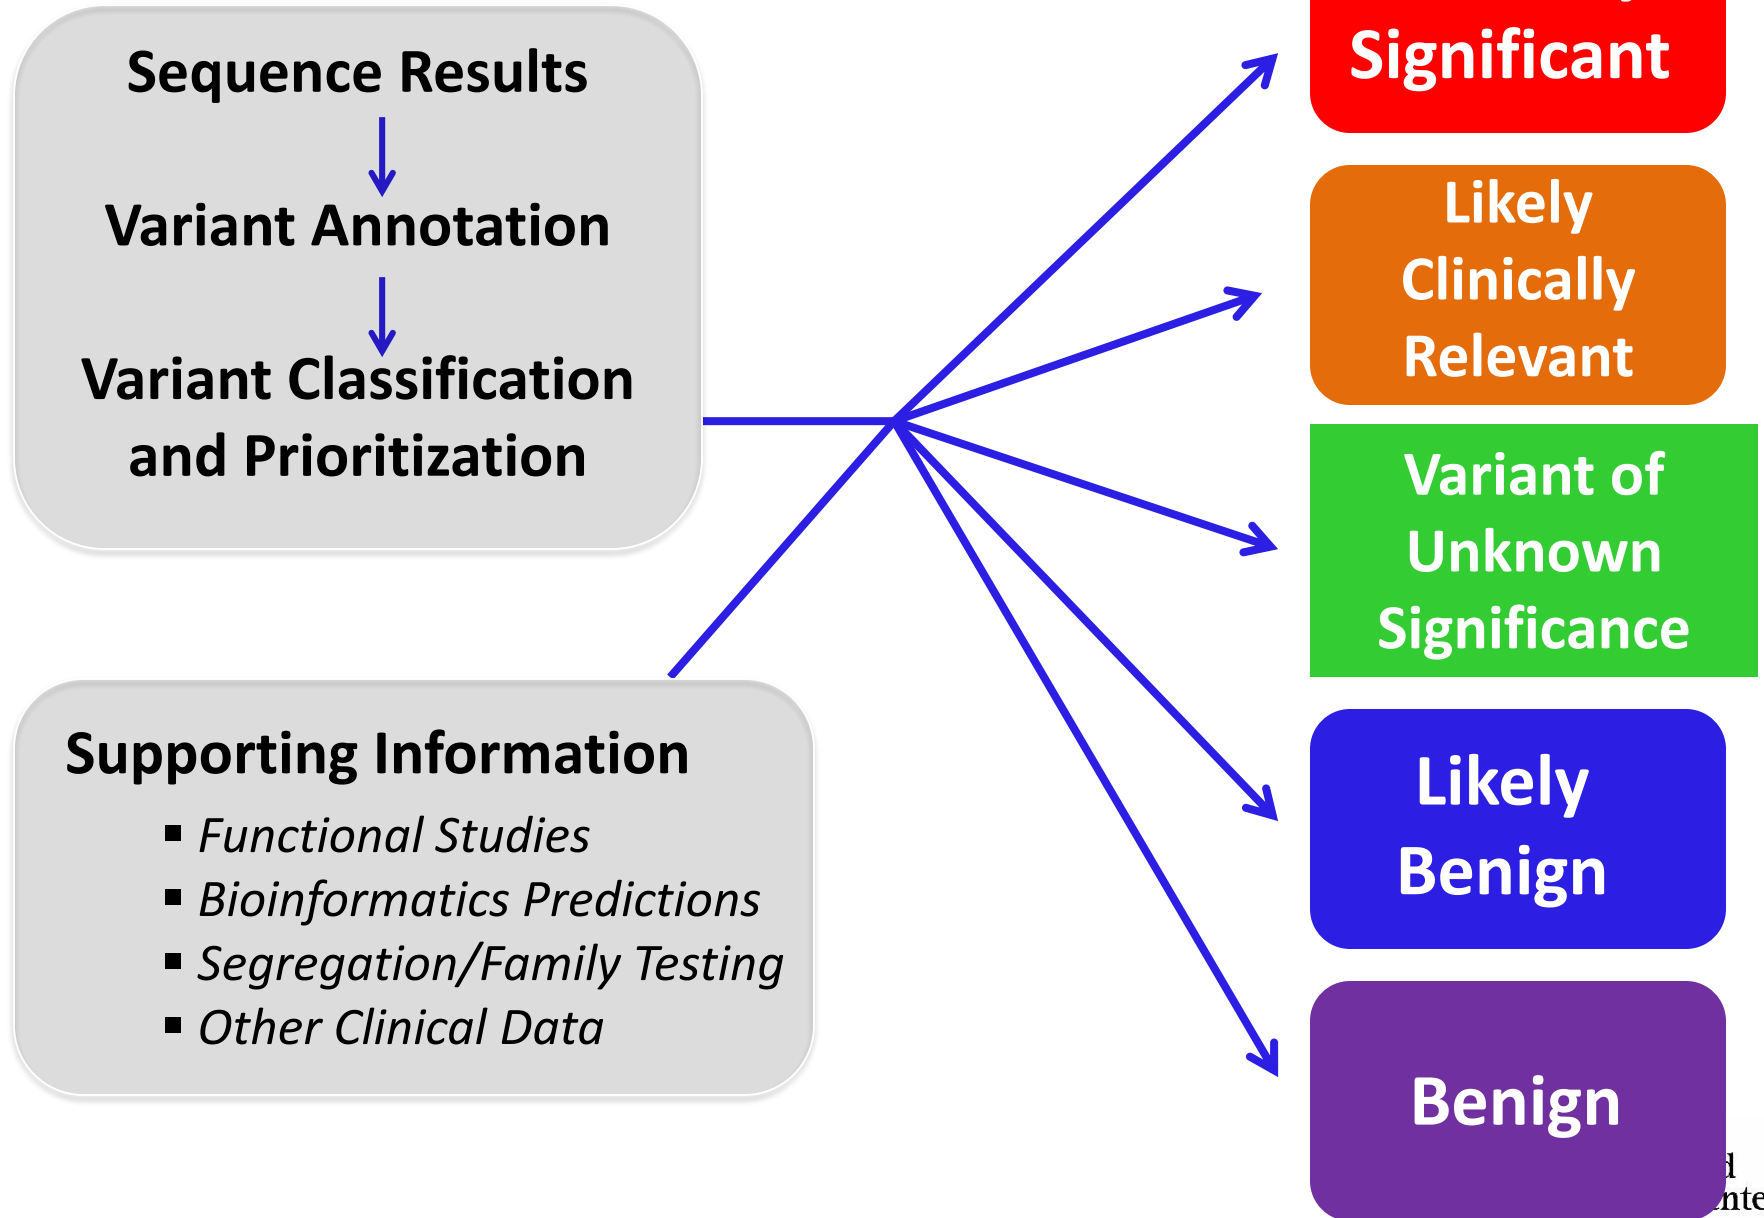 Sequence Results
Variant Annotation
Variant Classification
and Prioritization
Supporting Information
▪ Functional Studies
▪ Bioinformatics Predictions
▪ Segregation/Family Testing
▪ Other Clinical Data
Significant
Likely
Clinically
Relevant
Variant of
Unknown
Significance
Likely
Benign
Benign